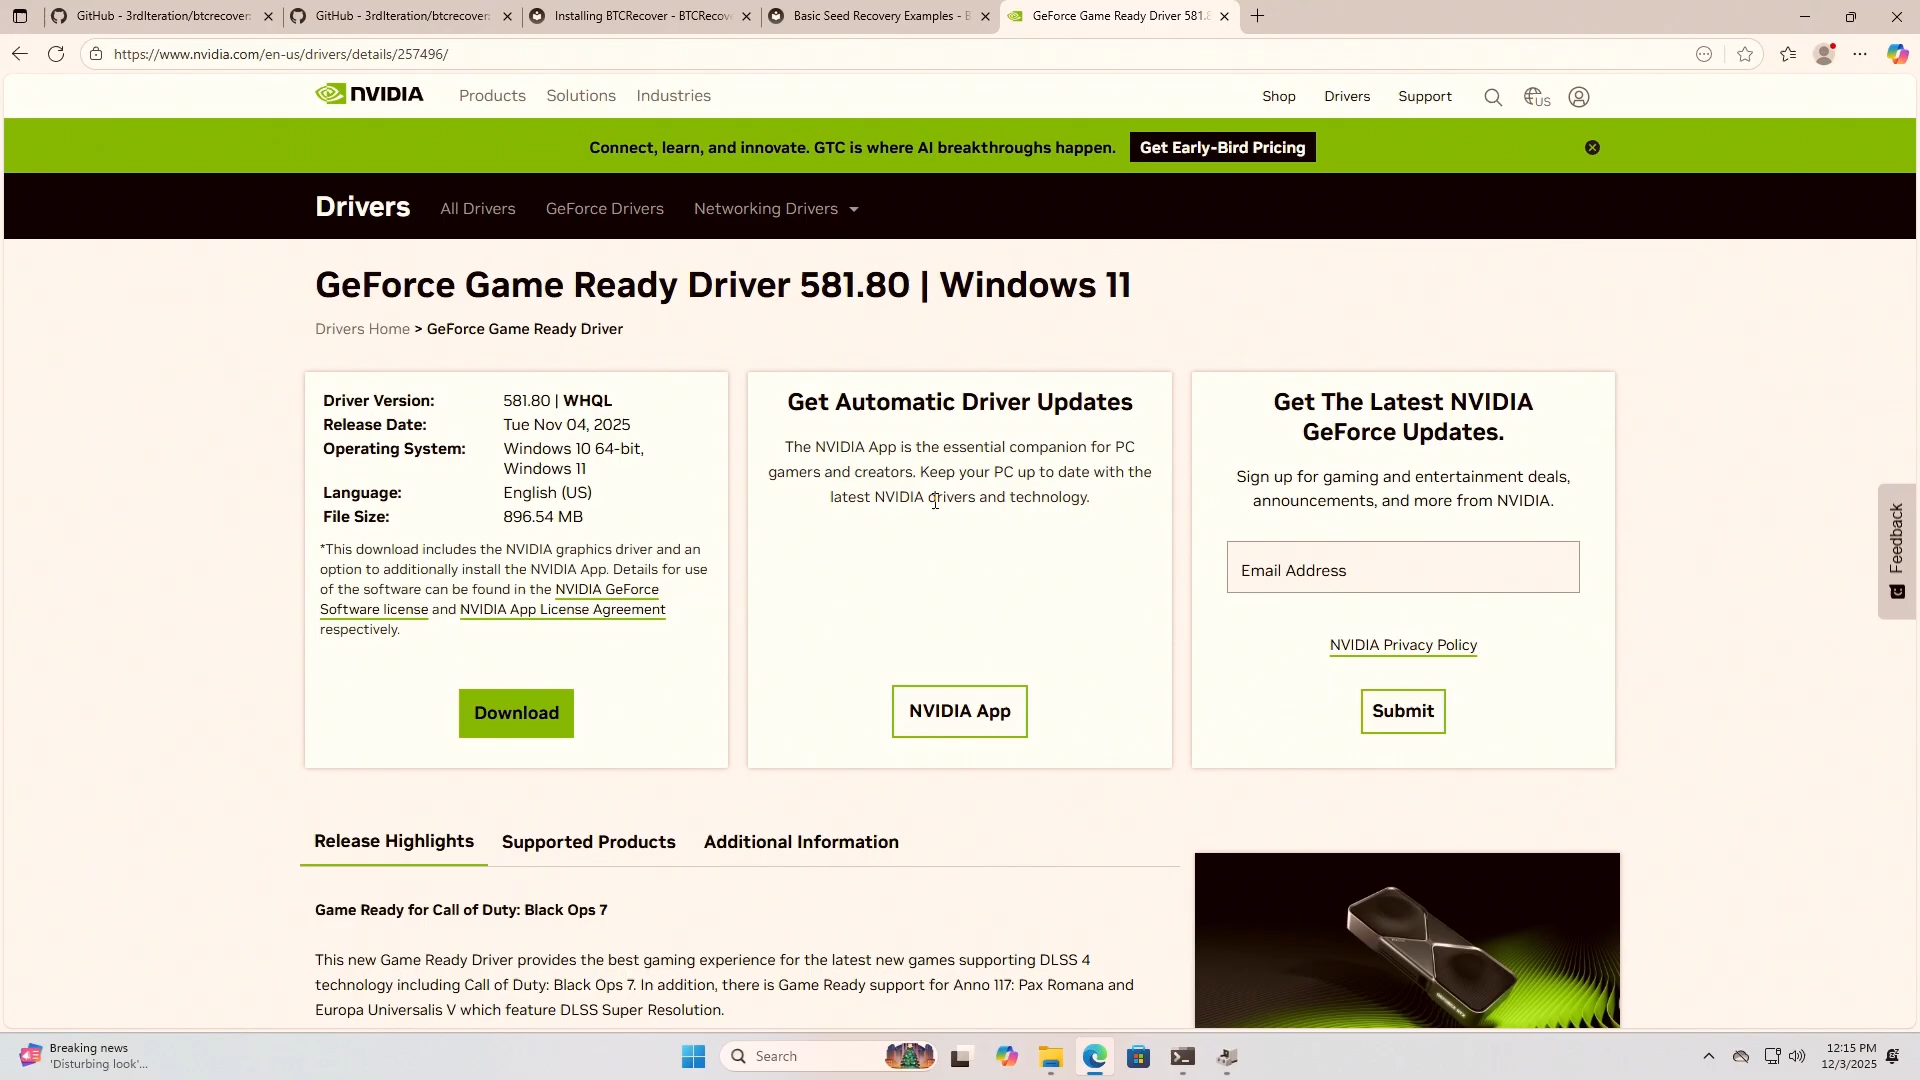 GitHub - 3rdIteration/btcrecover:
GitHub - 3rdIteration/btcrecover:
Installing BTCRecover - BTCRecov
Basic Seed Recovery Examples - B
GeForce Game Ready Driver 581.8
https://www.nvidia.com/en-us/drivers/details/257496/
NVIDIA
Products
Solutions
Industries
Shop
Drivers
Support
US
Connect, learn, and innovate. GTC is where AI breakthroughs happen.
Get Early-Bird Pricing
Drivers
All Drivers
GeForce Drivers
Networking Drivers
GeForce Game Ready Driver 581.80 | Windows 11
Drivers Home > GeForce Game Ready Driver
Driver Version: 581.80 | WHQL
Release Date: Tue Nov 04, 2025
Operating System: Windows 10 64-bit,
Windows 11
Language: English (US)
File Size: 896.54 MB
*This download includes the NVIDIA graphics driver and an
option to additionally install the NVIDIA App. Details for use
of the software can be found in the NVIDIA GeForce
Software license and NVIDIA App License Agreement
respectively.
Download
Get Automatic Driver Updates
The NVIDIA App is the essential companion for PC
gamers and creators. Keep your PC up to date with the
latest NVIDIA drivers and technology.
NVIDIA App
Get The Latest NVIDIA
GeForce Updates.
Sign up for gaming and entertainment deals,
announcements, and more from NVIDIA.
Email Address
NVIDIA Privacy Policy
Submit
Feedback
Release Highlights
Supported Products
Additional Information
Game Ready for Call of Duty: Black Ops 7
This new Game Ready Driver provides the best gaming experience for the latest new games supporting DLSS 4
technology including Call of Duty: Black Ops 7. In addition, there is Game Ready support for Anno 117: Pax Romana and
Europa Universalis V which feature DLSS Super Resolution.
Breaking news
'Disturbing look'...
Search
12:15 PM
12/3/2025